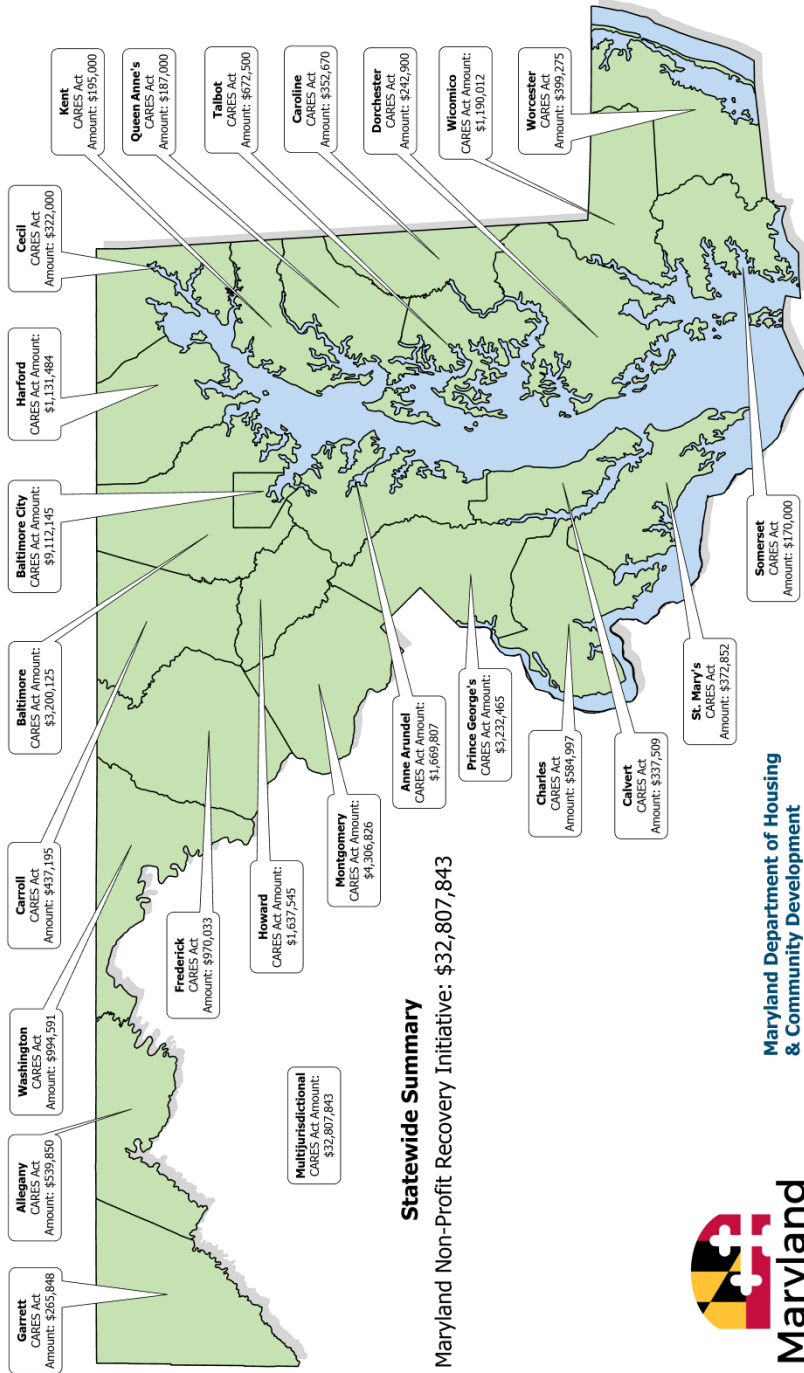 Garrett
CARES Act
Amount: $265,848
Allegany
CARES Act
Amount: $539,850
Washington
CARES Act
Amount: $994,591
Carroll
CARES Act
Amount: $437,195
Baltimore
CARES Act Amount:
$3,200,125
Baltimore City
CARES Act Amount:
$9,112,145
Harford
CARES Act Amount:
$1,131,484
Cecil
CARES Act
Amount: $322,000
Kent
CARES Act
Amount: $195,000
Queen Anne's
CARES Act
Amount: $187,000
Talbot
CARES Act
Amount: $672,500
Caroline
CARES Act
Amount: $352,670
Dorchester
CARES Act
Amount: $242,900
Wicomico
CARES Act Amount:
$1,190,012
Worcester
CARES Act
Amount: $399,275
Frederick
CARES Act
Amount: $970,033
Howard
CARES Act Amount:
$1,637,545
Montgomery
CARES Act Amount:
$4,306,826
Anne Arundel
CARES Act Amount:
$1,669,807
Prince George's
CARES Act Amount:
$3,232,465
Charles
CARES Act
Amount: $584,997
Calvert
CARES Act
Amount: $337,509
St. Mary's
CARES Act
Amount: $372,852
Somerset
CARES Act
Amount: $170,000
Multijurisdictional
CARES Act Amount:
$32,807,843
Statewide Summary
Maryland Non-Profit Recovery Initiative: $32,807,843
Maryland
Maryland Department of Housing
& Community Development